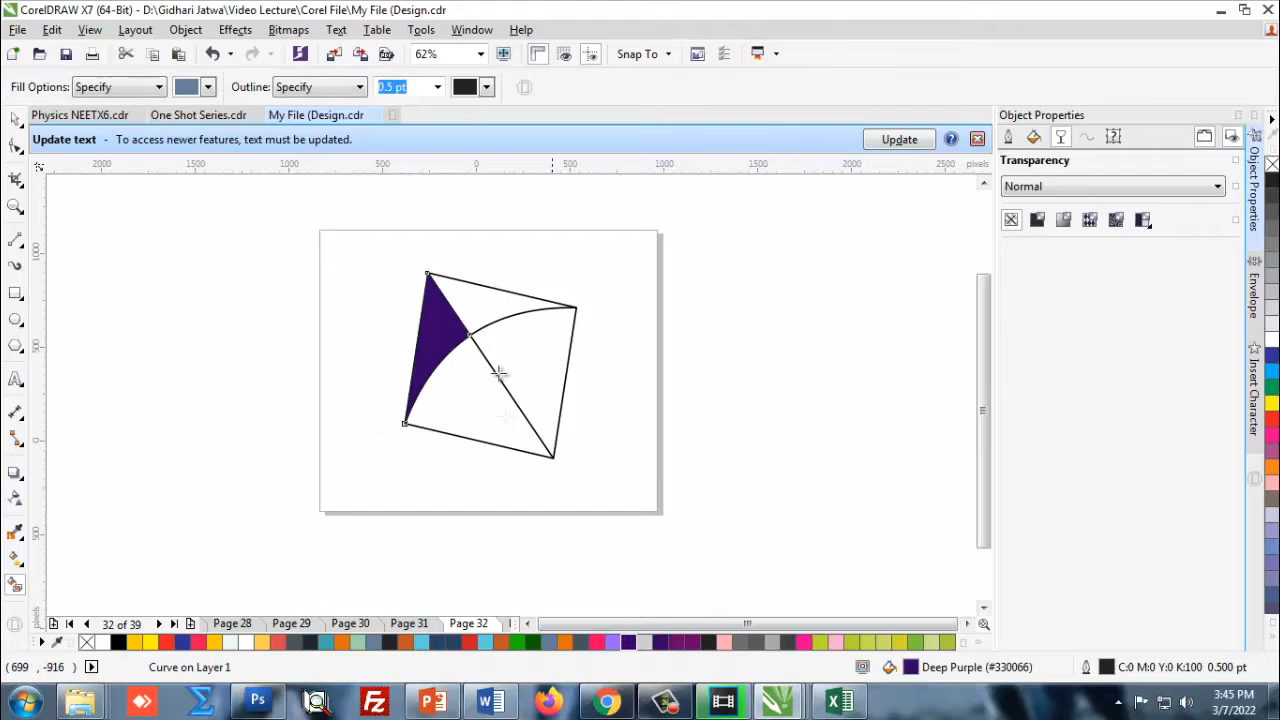 CorelDRAW X7 (64-Bit) - D:\Gidhari Jatwa\Video Lecture\Corel File\My File (Design.cdr
File Edit View Layout Object Effects Bitmaps Text Table Tools Window Help
62% Snap To
Fill Options: Specify Outline: Specify 0.5 pt
Physics NEETX6.cdr One Shot Series.cdr My File (Design.cdr
Object Properties
Update text - To access newer features, text must be updated. Update
Transparency
Normal
2000 1500 1000 500 0 500 1000 1500 2000 2500 pixels
1000
500
0
500
pixels
Object Properties
Envelope
Insert Character
32 of 39 Page 28 Page 29 Page 30 Page 31 Page 32
(699 , -916) Curve on Layer 1 Deep Purple (#330066) C:0 M:0 Y:0 K:100 0.500 pt
3:45 PM
3/7/2022